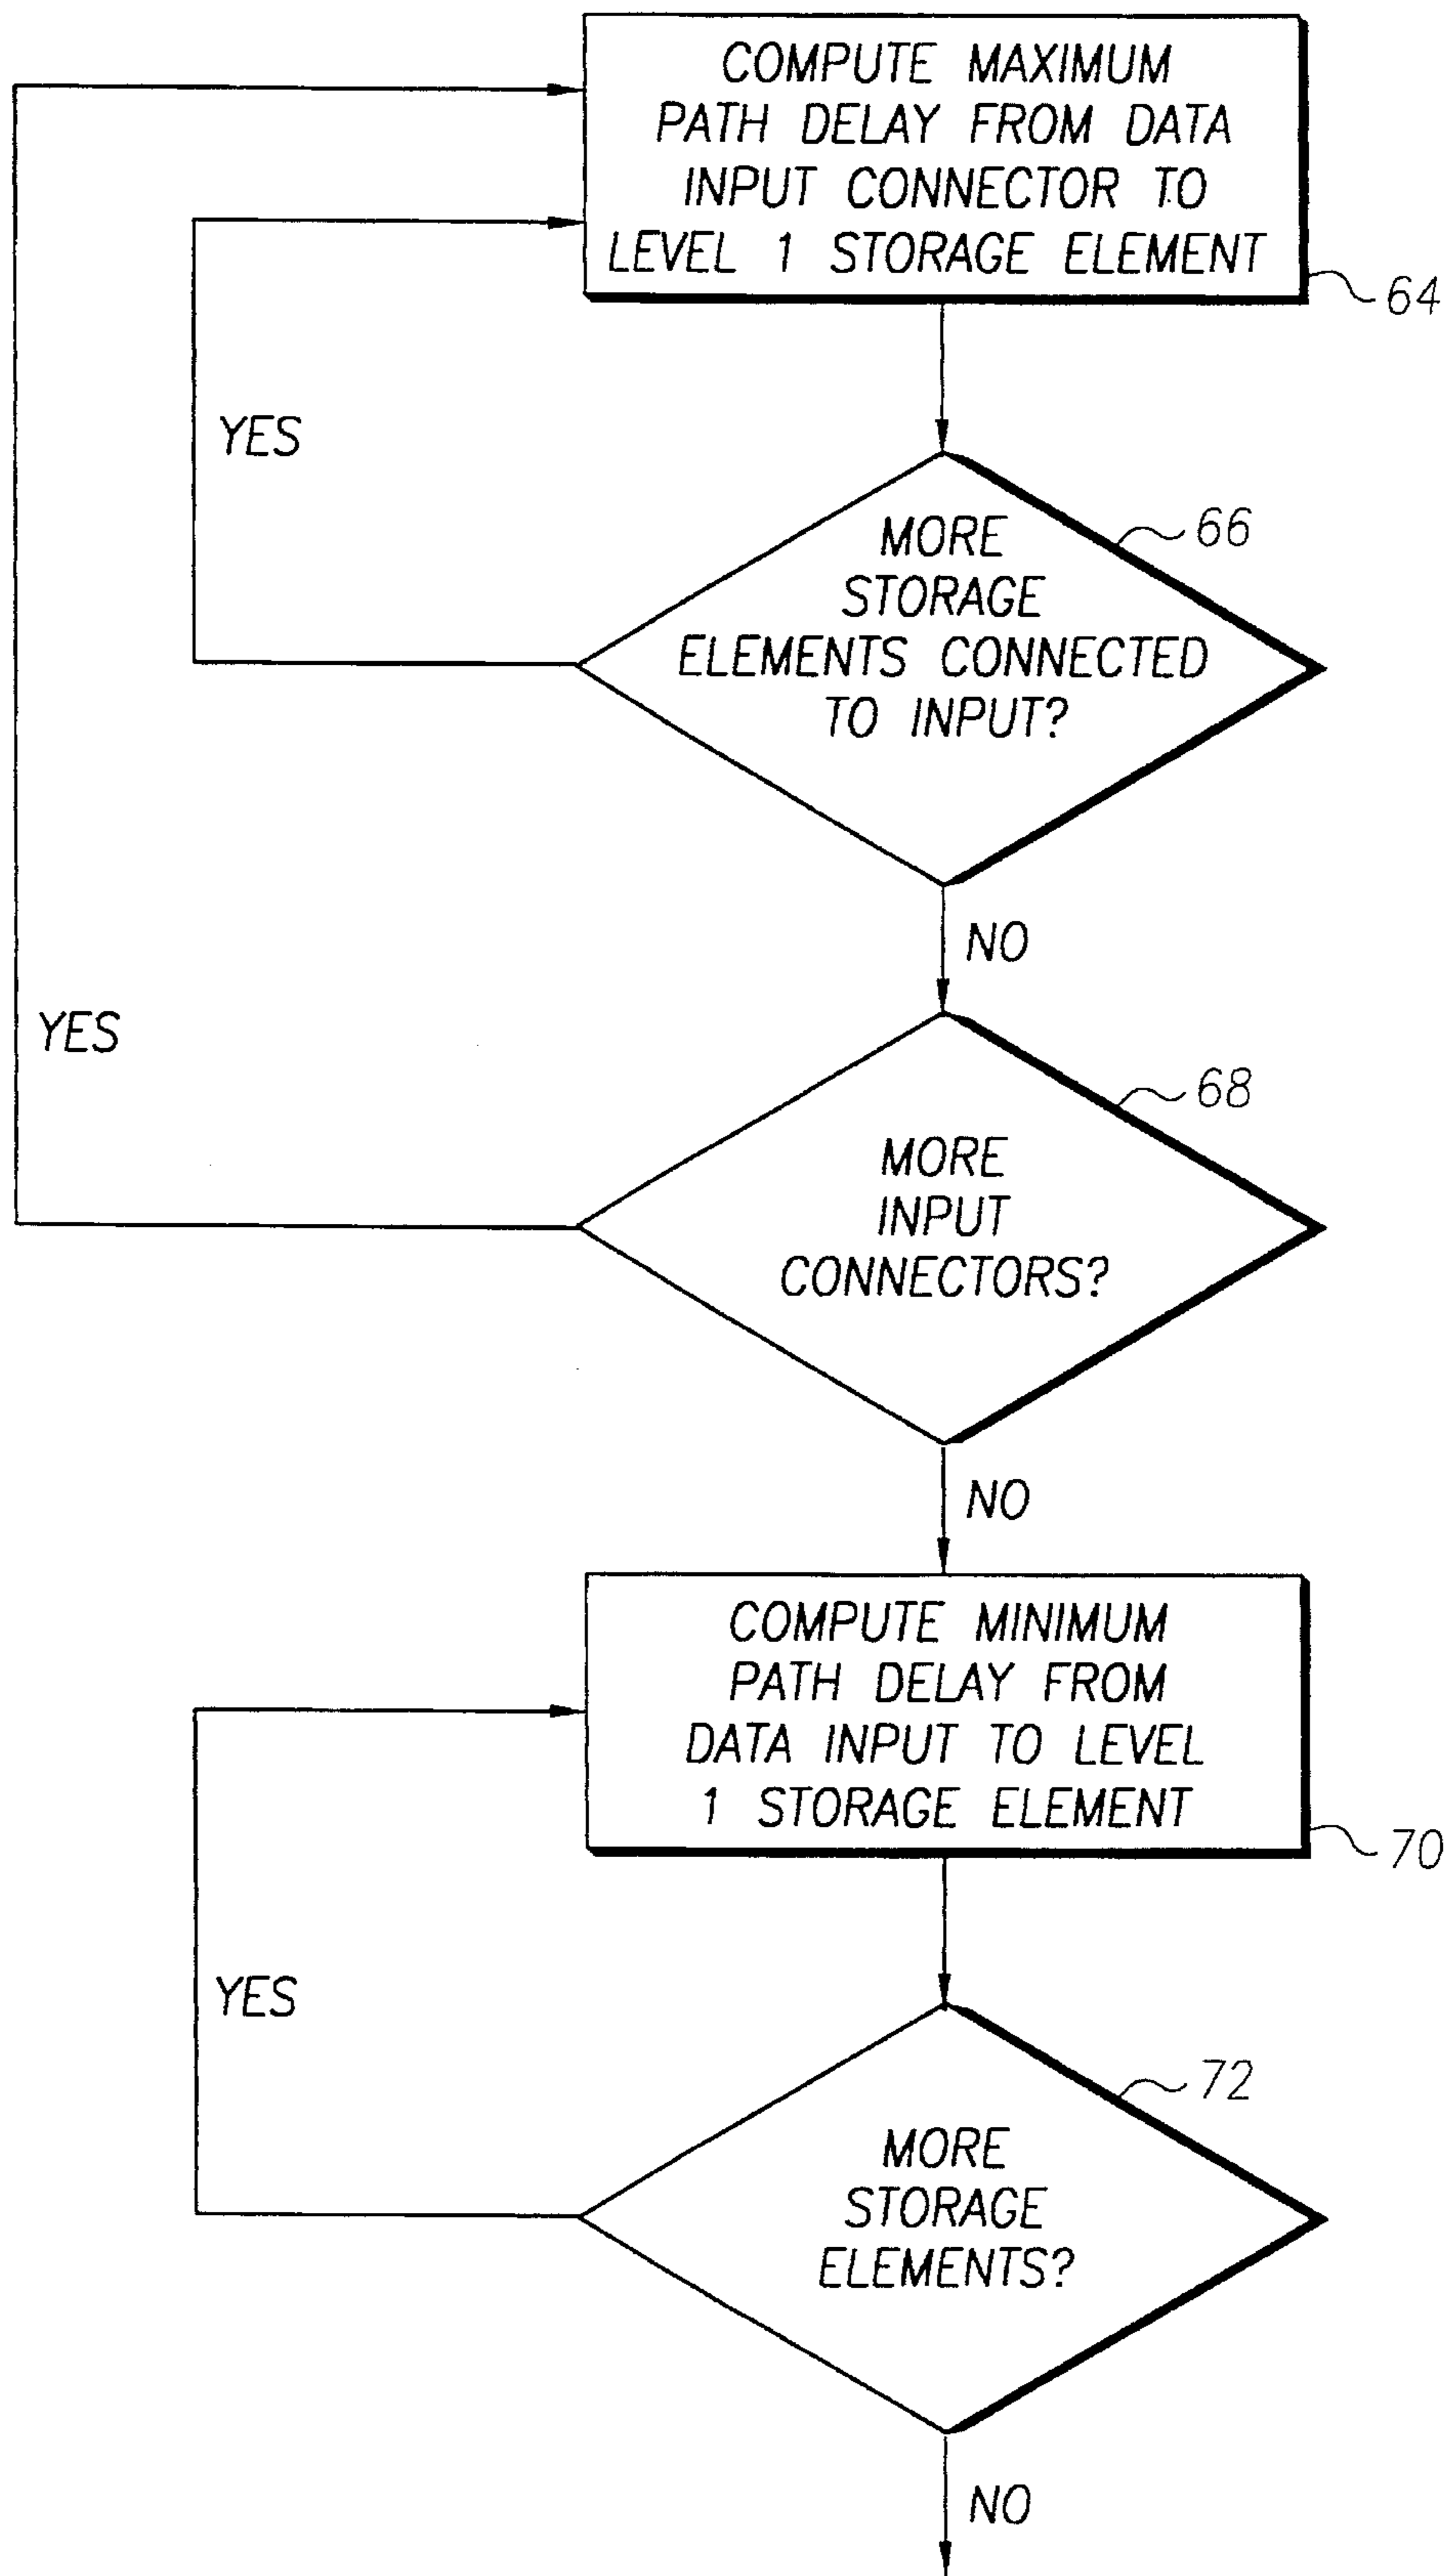 COMPUTE MAXIMUM
PATH DELAY FROM DATA
INPUT CONNECTOR TO
LEVEL 1 STORAGE ELEMENT
64
YES
66
MORE
STORAGE
ELEMENTS CONNECTED
TO INPUT?
NO
YES
68
MORE
INPUT
CONNECTORS?
NO
COMPUTE MINIMUM
PATH DELAY FROM
DATA INPUT TO LEVEL
1 STORAGE ELEMENT
70
YES
72
MORE
STORAGE
ELEMENTS?
NO